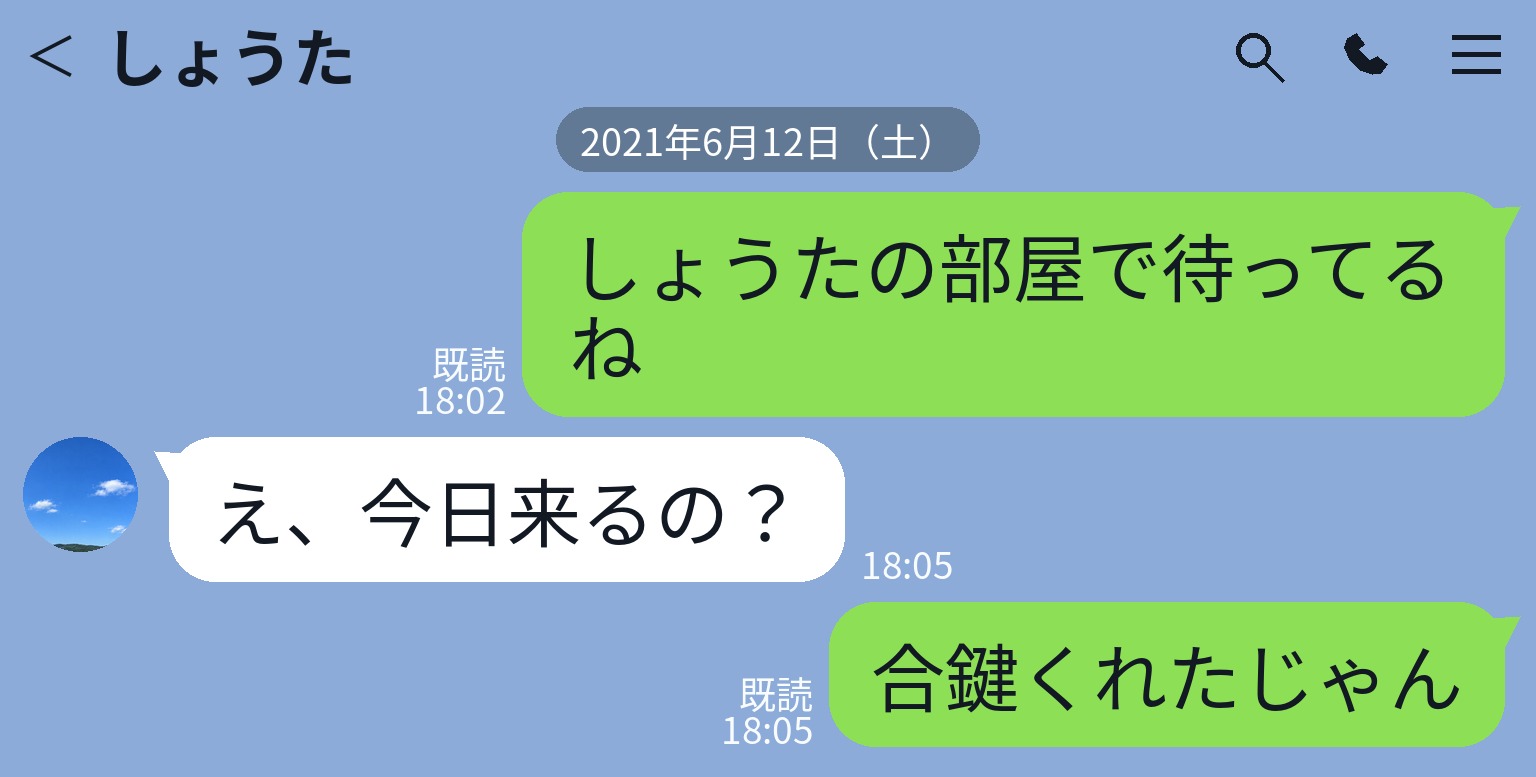 しょうた
2021年6月12日（土）
しょうたの部屋で待ってる
ね
既読
18:02
え、今日来るの？
18:05
合鍵くれたじゃん
既読
18:05